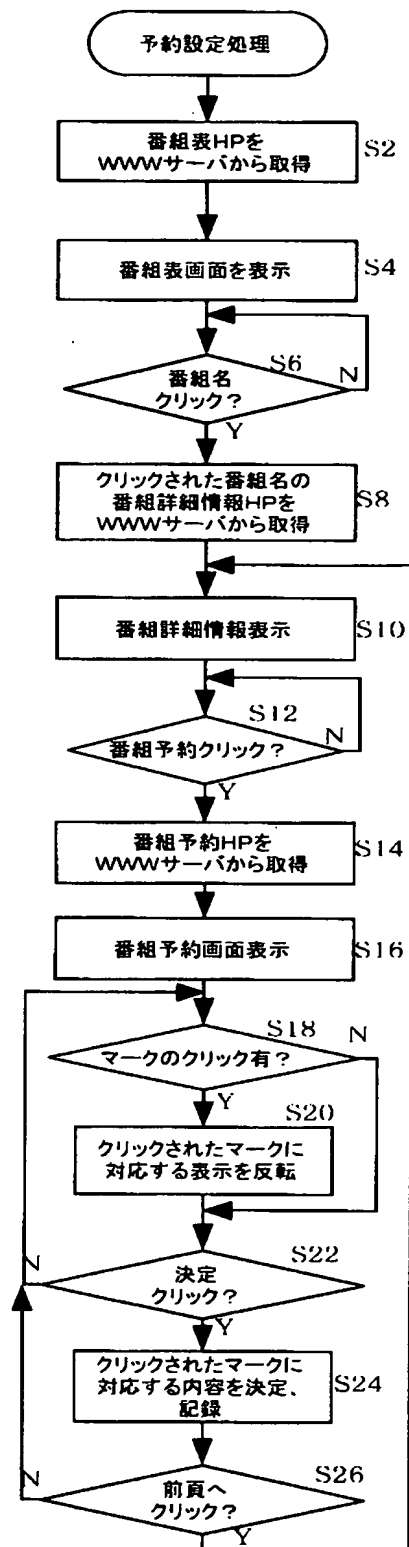 予約設定処理
番組表HPを
WWWサーバから取得
S2
番組表画面を表示
S4
S6
番組名
クリック？
N
Y
クリックされた番組名の
番組詳細情報HPを
WWWサーバから取得
S8
番組詳細情報表示
S10
S12
番組予約クリック？
N
Y
番組予約HPを
WWWサーバから取得
S14
番組予約画面表示
S16
S18
マークのクリック有？
N
Y
S20
クリックされたマークに
対応する表示を反転
S22
決定
クリック？
N
Y
クリックされたマークに
対応する内容を決定、
記録
S24
S26
前頁へ
クリック？
N
Y